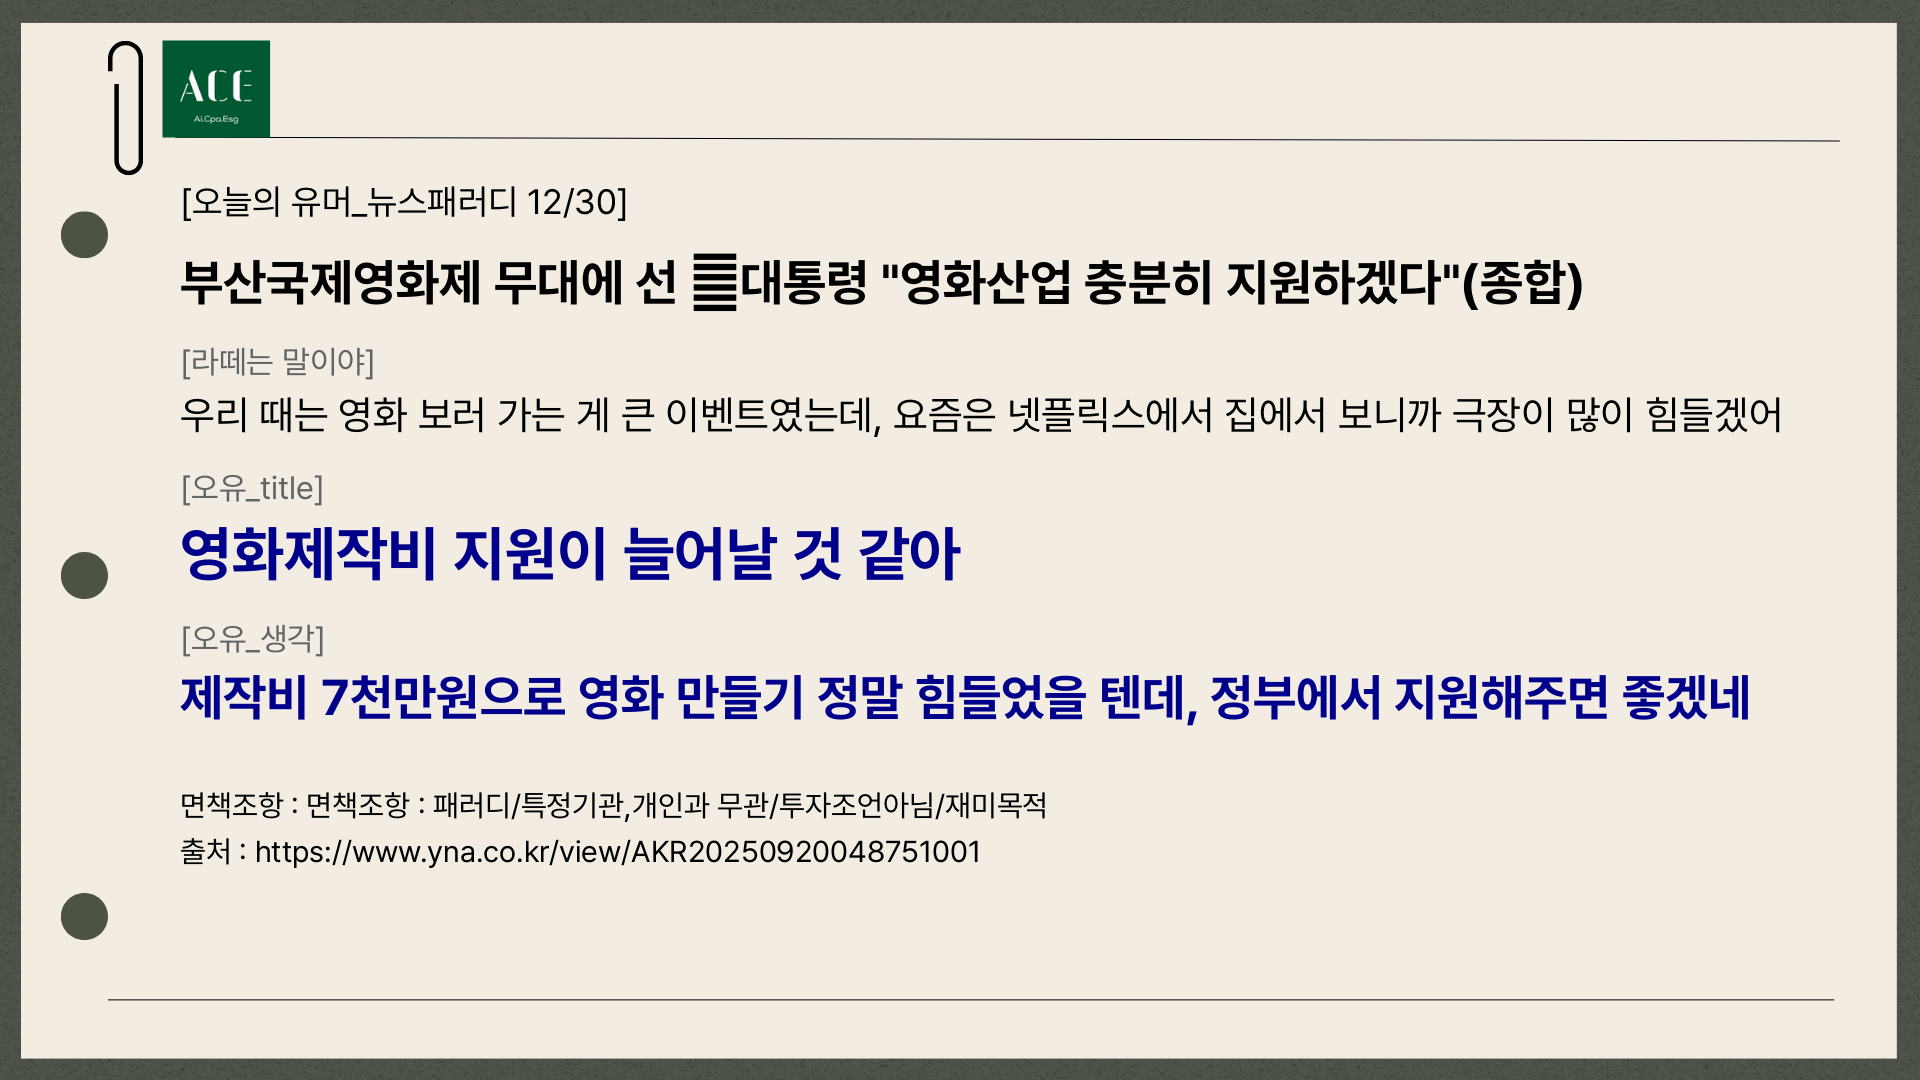 ACE
Ai.Cpa.Esg
[오늘의 유머_뉴스패러디 12/30]
부산국제영화제 무대에 선 대통령 "영화산업 충분히 지원하겠다"(종합)
[라떼는 말이야]
우리 때는 영화 보러 가는 게 큰 이벤트였는데, 요즘은 넷플릭스에서 집에서 보니까 극장이 많이 힘들겠어
[오유_title]
영화제작비 지원이 늘어날 것 같아
[오유_생각]
제작비 7천만원으로 영화 만들기 정말 힘들었을 텐데, 정부에서 지원해주면 좋겠네
면책조항 : 면책조항 : 패러디/특정기관,개인과 무관/투자조언아님/재미목적
출처 : https://www.yna.co.kr/view/AKR20250920048751001